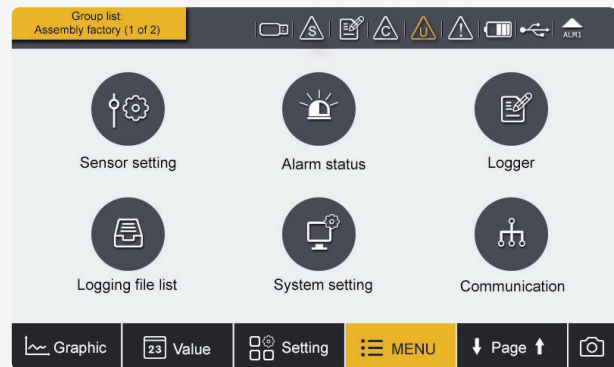 Group list:
Assembly factory (1 of 2)
S
C
U
ALM1
Sensor setting
Alarm status
Logger
Logging file list
System setting
Communication
Graphic
23 Value
Setting
MENU
Page